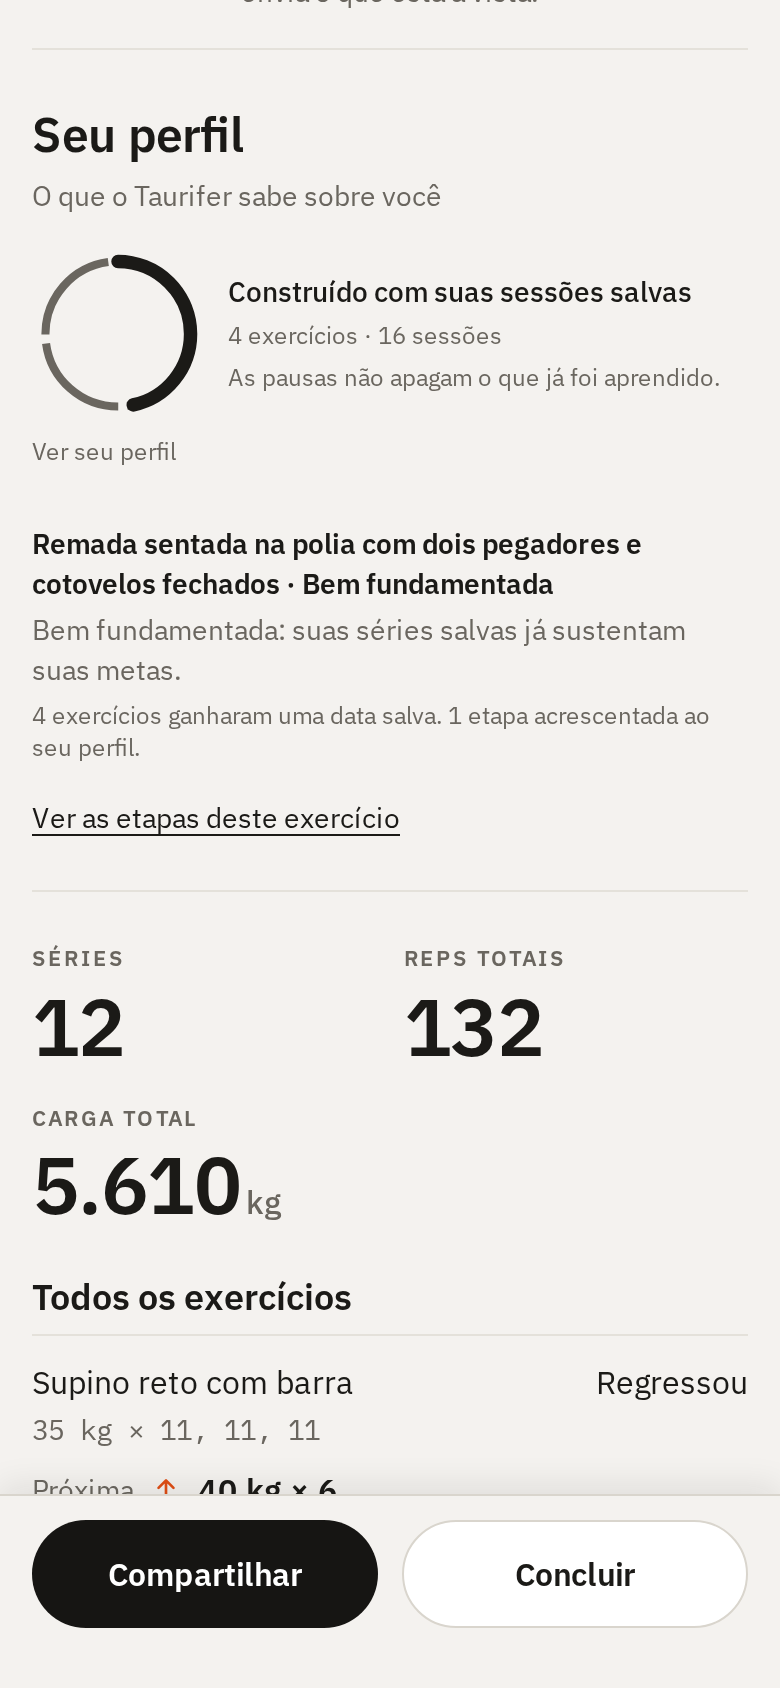 Seu perfil
O que o Taurifer sabe sobre você
Construído com suas sessões salvas
4 exercícios · 16 sessões
As pausas não apagam o que já foi aprendido.
Ver seu perfil
Remada sentada na polia com dois pegadores e
cotovelos fechados · Bem fundamentada
Bem fundamentada: suas séries salvas já sustentam
suas metas.
4 exercícios ganharam uma data salva. 1 etapa acrescentada ao
seu perfil.
Ver as etapas deste exercício
SÉRIES
12
REPS TOTAIS
132
CARGA TOTAL
5.610 kg
Todos os exercícios
Supino reto com barra
Regressou
35 kg × 11, 11, 11
Próxima ↑ 40 kg × 6
Compartilhar
Concluir